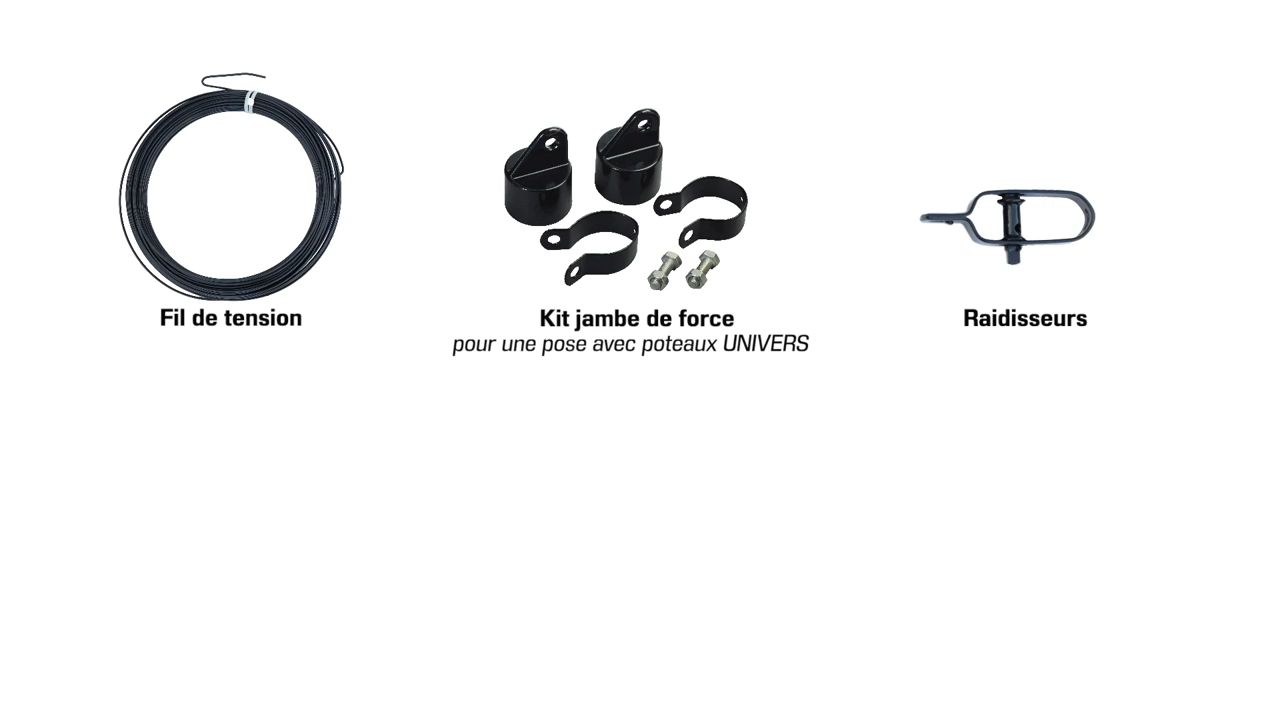 Fil de tension
Kit jambe de force
pour une pose avec poteaux UNIVERS
Raidisseurs